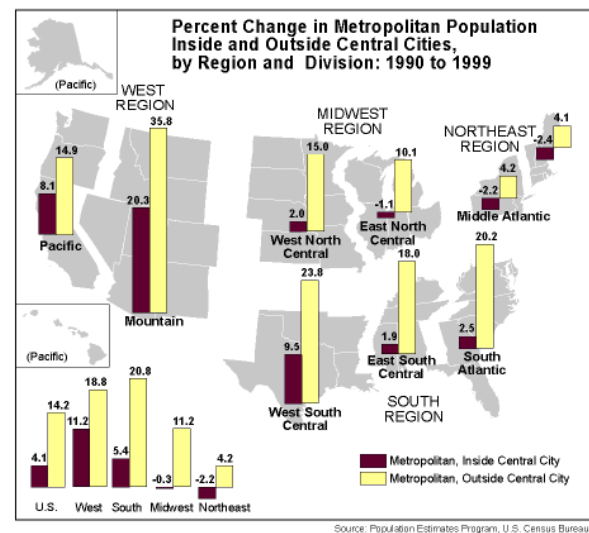 Percent Change in Metropolitan Population
Inside and Outside Central Cities,
by Region and Division: 1990 to 1999
(Pacific)
WEST
REGION
35.8
14.9
8.1
20.3
Pacific
Mountain
MIDWEST
REGION
15.0
10.1
2.0
-1.1
West North
Central
East North
Central
NORTHEAST
REGION
4.1
-2.4
4.2
-2.2
Middle Atlantic
23.8
18.0
20.2
9.5
1.9
2.5
West South
Central
East South
Central
South
Atlantic
SOUTH
REGION
(Pacific)
14.2
18.8
20.8
11.2
4.2
4.1
11.2
5.4
-0.3
-2.2
U.S. West South Midwest Northeast
Metropolitan, Inside Central City
Metropolitan, Outside Central City
Source: Population Estimates Program, U.S. Census Bureau